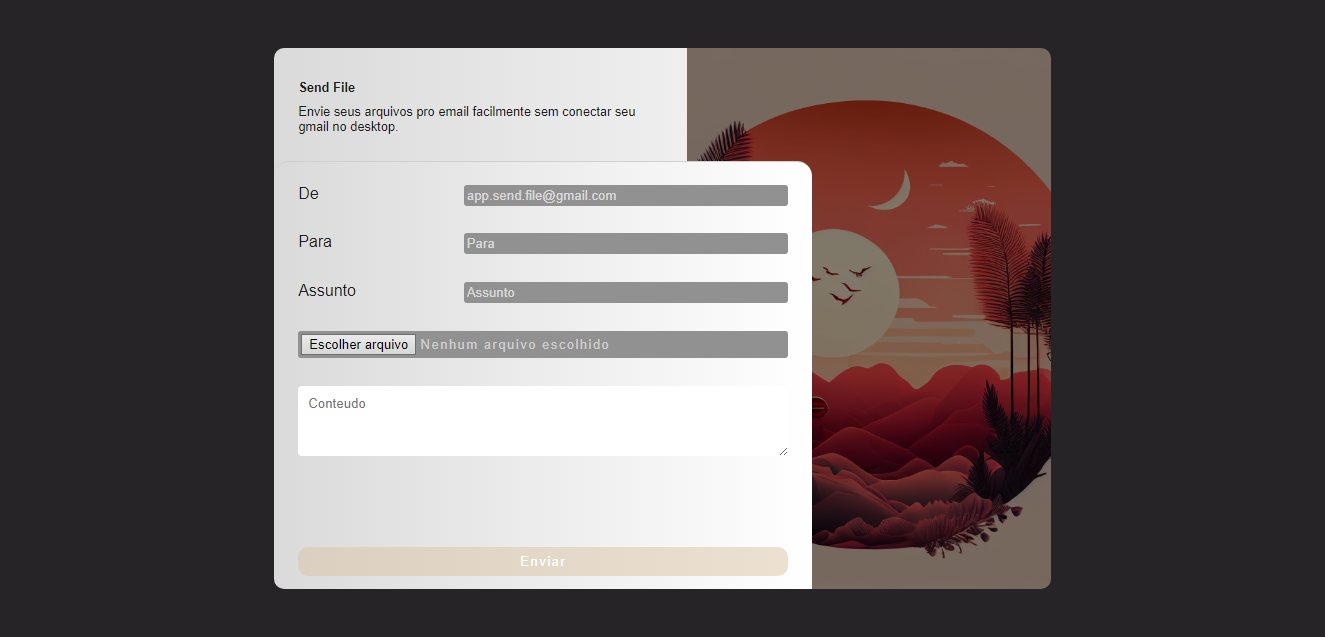 Send File
Envie seus arquivos pro email facilmente sem conectar seu
gmail no desktop.
De
app.send.file@gmail.com
Para
Para
Assunto
Assunto
Escolher arquivo Nenhum arquivo escolhido
Conteudo
Enviar